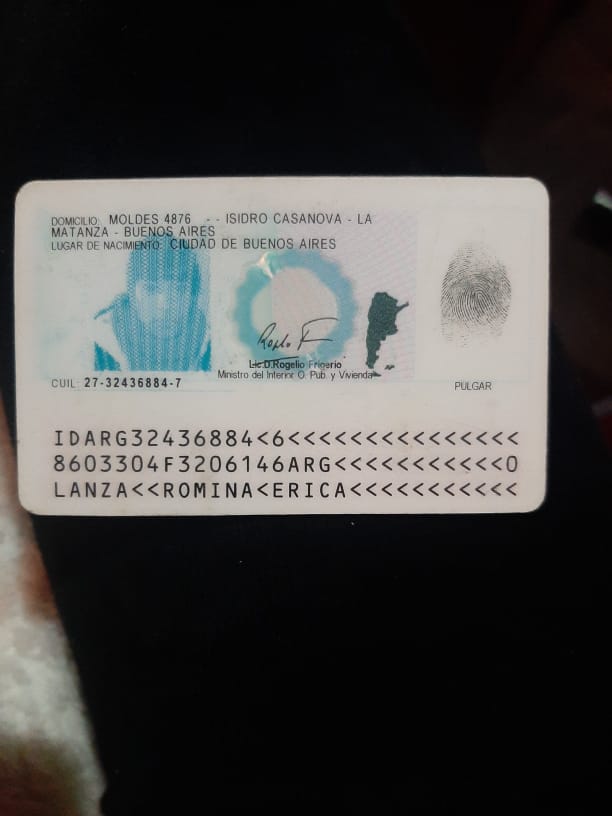 DOMICILIO: MOLDES 4876 - - ISIDRO CASANOVA - LA
MATANZA - BUENOS AIRES
LUGAR DE NACIMIENTO: CIUDAD DE BUENOS AIRES
Lic.D.Rogelio Frigerio
Ministro del Interior O. Pub. y Vivienda
CUIL: 27-32436884-7
PULGAR
IDARG32436884<6<<<<<<<<<<<<<<<
8603304F3206146ARG<<<<<<<<<<<0
LANZA<<ROMINA<ERICA<<<<<<<<<<<